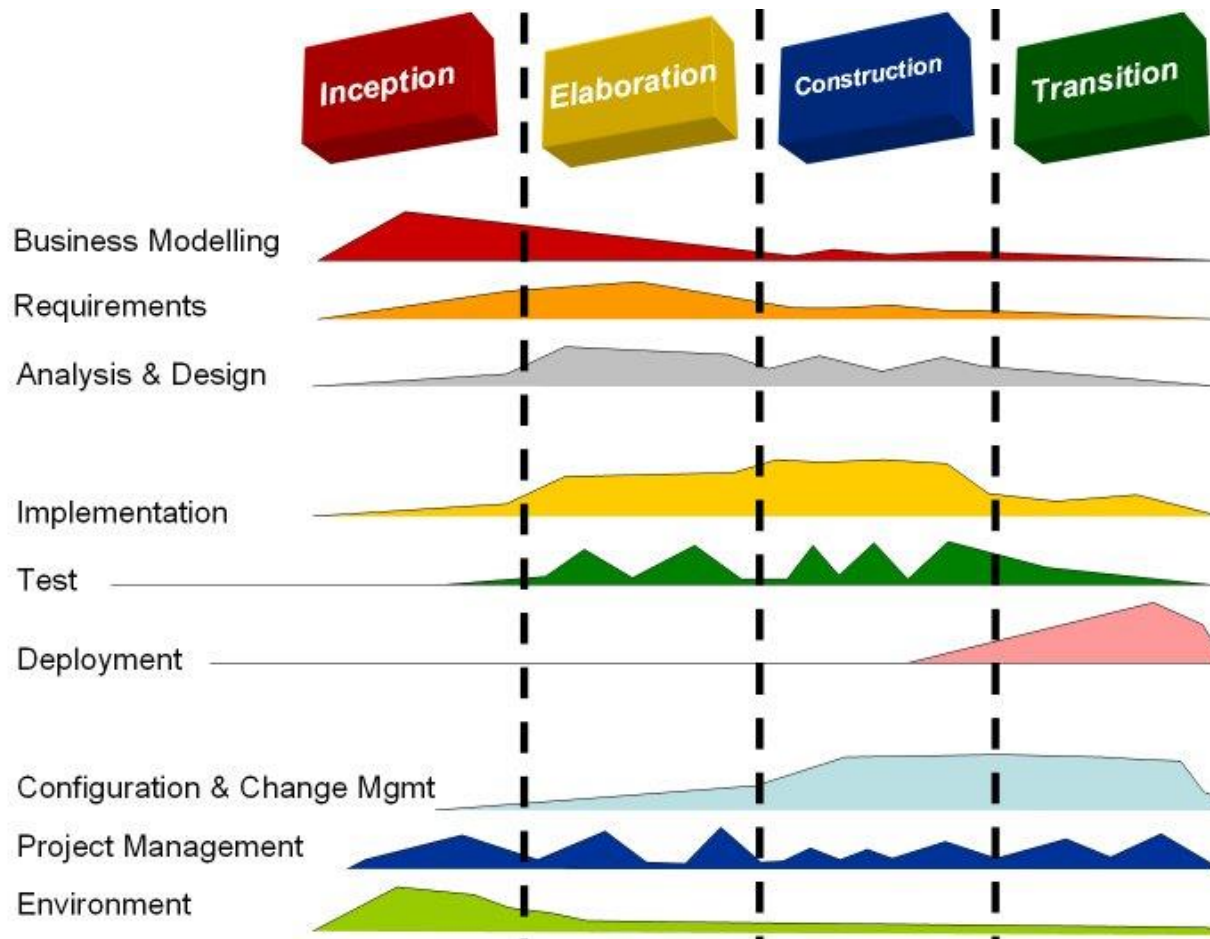 Inception
Elaboration
Construction
Transition
Business Modelling
Requirements
Analysis & Design
Implementation
Test
Deployment
Configuration & Change Mgmt
Project Management
Environment